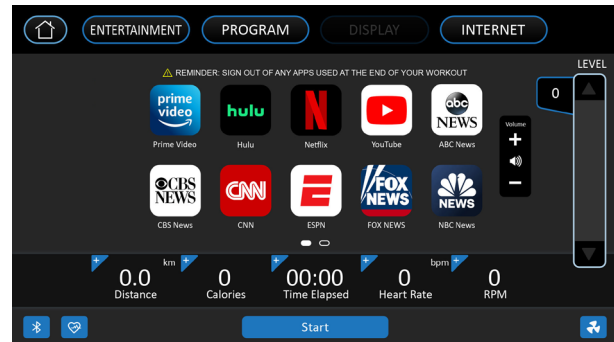 ENTERTAINMENT PROGRAM DISPLAY INTERNET
LEVEL
REMINDER: SIGN OUT OF ANY APPS USED AT THE END OF YOUR WORKOUT
0
prime video hulu N abc NEWS
Volume
Prime Video Hulu Netflix YouTube ABC News
CBS NEWS CNN E FOX NEWS NBC NEWS
CBS News CNN ESPN FOX NEWS NBC News
km bpm
0.0 0 00:00 0 0
Distance Calories Time Elapsed Heart Rate RPM
Start